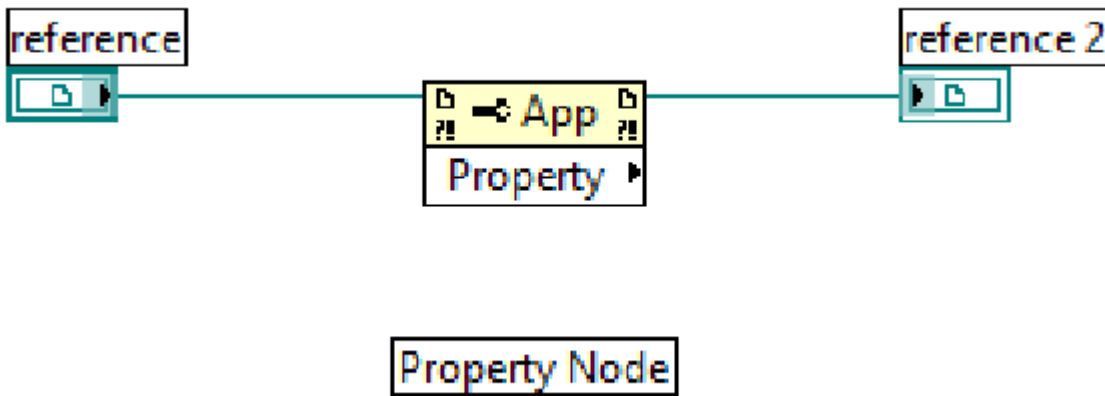 reference
reference 2
?! App ?!
Property
Property Node